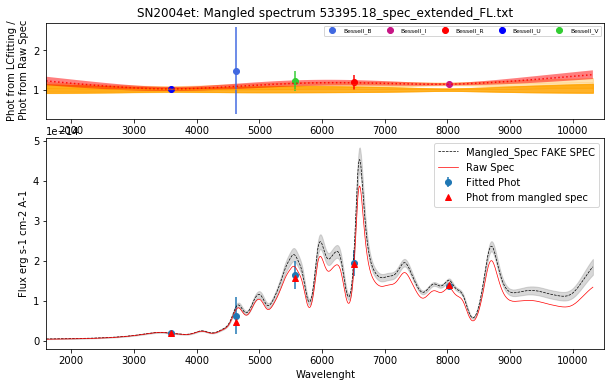 SN2004et: Mangled spectrum 53395.18_spec_extended_FL.txt
Phot from LCfitting /
Phot from Raw Spec
Bessell_B
Bessell_I
Bessell_R
Bessell_U
Bessell_V
2
1
2000 3000 4000 5000 6000 7000 8000 9000 10000
1e−14
Flux erg s-1 cm-2 A-1
5
4
3
2
1
0
Mangled_Spec FAKE SPEC
Raw Spec
Fitted Phot
Phot from mangled spec
2000 3000 4000 5000 6000 7000 8000 9000 10000
Wavelenght